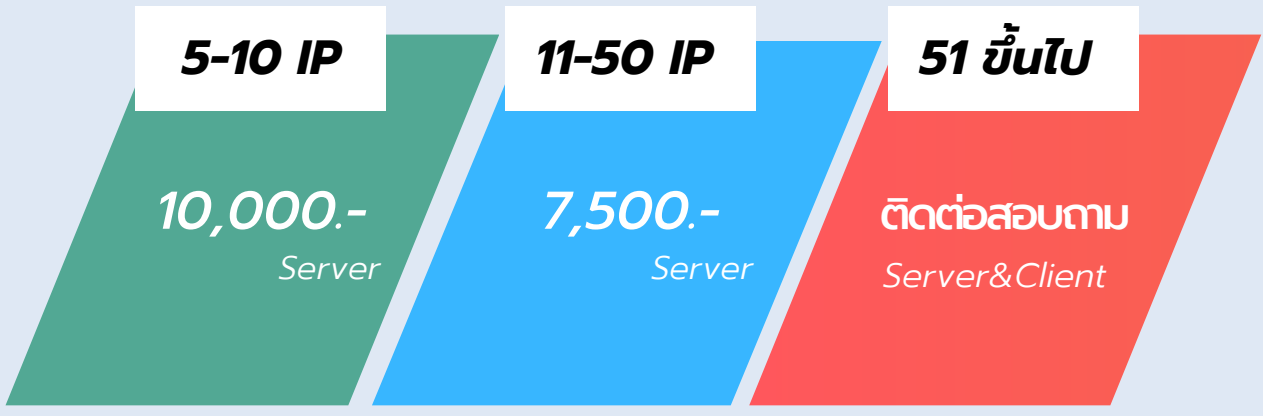 5-10 IP
10,000.-
Server
11-50 IP
7,500.-
Server
51 ขึ้นไป
ติดต่อสอบถาม
Server&Client